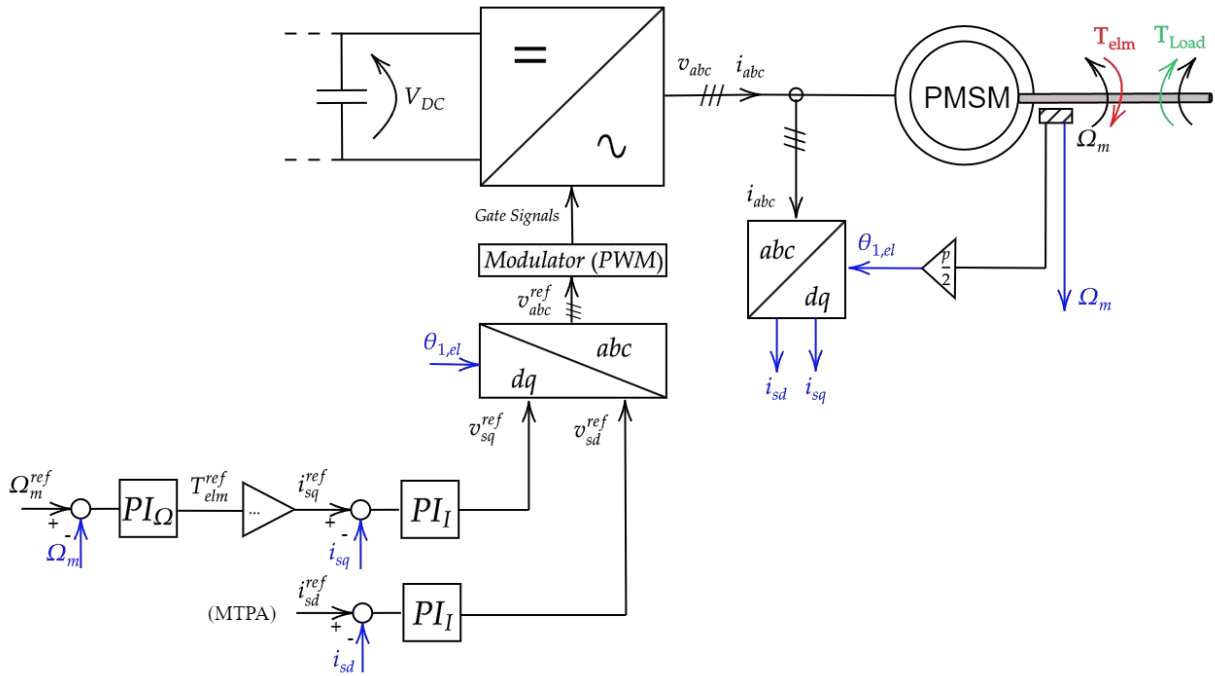 V_DC
=
∿
v_abc
i_abc
PMSM
T_elm
T_Load
Ω_m
i_abc
Gate Signals
Modulator (PWM)
abc
dq
θ_1,el
p/2
Ω_m
v_abc^ref
θ_1,el
abc
dq
i_sd
i_sq
v_sq^ref
v_sd^ref
Ω_m^ref
+
-
Ω_m
PI_Ω
T_elm^ref
...
i_sq^ref
+
-
i_sq
PI_I
(MTPA)
i_sd^ref
+
-
i_sd
PI_I